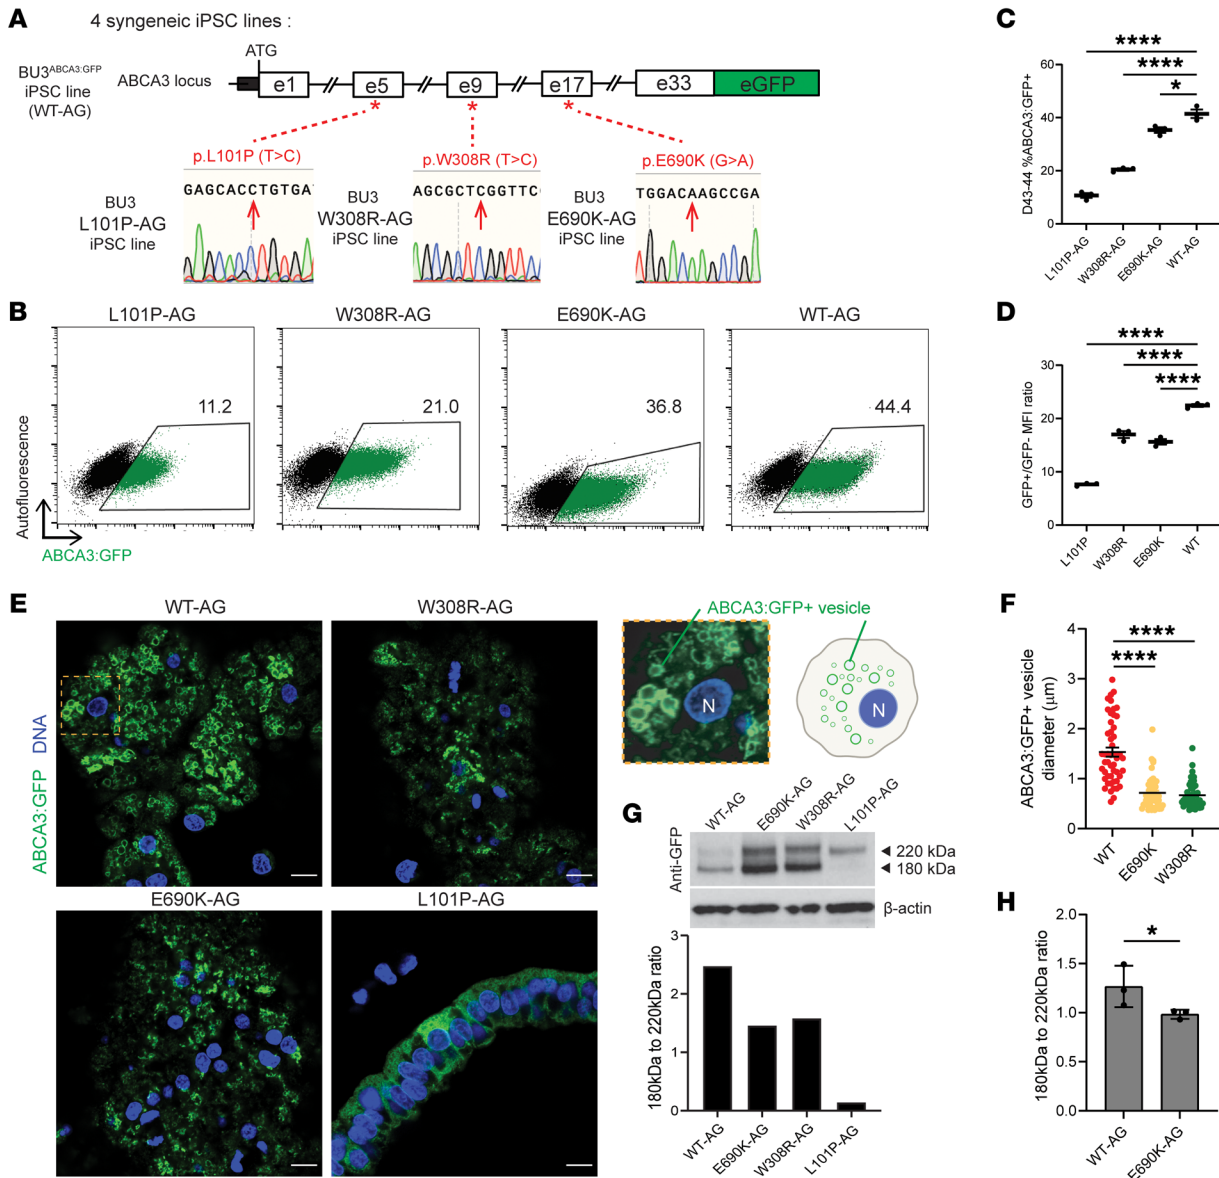 A
4 syngeneic iPSC lines :
BU3ABCA3:GFP
iPSC line
(WT-AG)
ABCA3 locus
ATG
e1
e5
e9
e17
e33
eGFP
*
*
*
p.L101P (T>C)
p.W308R (T>C)
p.E690K (G>A)
GAGCACCTGTGA
AGCGCTCGGTTC
TGGACAAGCCGA
BU3
L101P-AG
iPSC line
BU3
W308R-AG
iPSC line
BU3
E690K-AG
iPSC line
B
L101P-AG
W308R-AG
E690K-AG
WT-AG
11.2
21.0
36.8
44.4
Autofluorescence
ABCA3:GFP
C
****
****
*
D43-44 %ABCA3:GFP+
60
40
20
0
L101P-AG
W308R-AG
E690K-AG
WT-AG
D
****
****
****
GFP+/GFP- MFI ratio
30
20
10
0
L101P
W308R
E690K
WT
E
WT-AG
W308R-AG
ABCA3:GFP DNA
E690K-AG
L101P-AG
ABCA3:GFP+ vesicle
N
N
F
****
****
ABCA3:GFP+ vesicle
diameter (μm)
4
3
2
1
0
WT
E690K
W308R
G
WT-AG
E690K-AG
W308R-AG
L101P-AG
Anti-GFP
220 kDa
180 kDa
β-actin
180kDa to 220kDa ratio
3
2
1
0
WT-AG
E690K-AG
W308R-AG
L101P-AG
H
*
180kDa to 220kDa ratio
2.0
1.5
1.0
0.5
0.0
WT-AG
E690K-AG